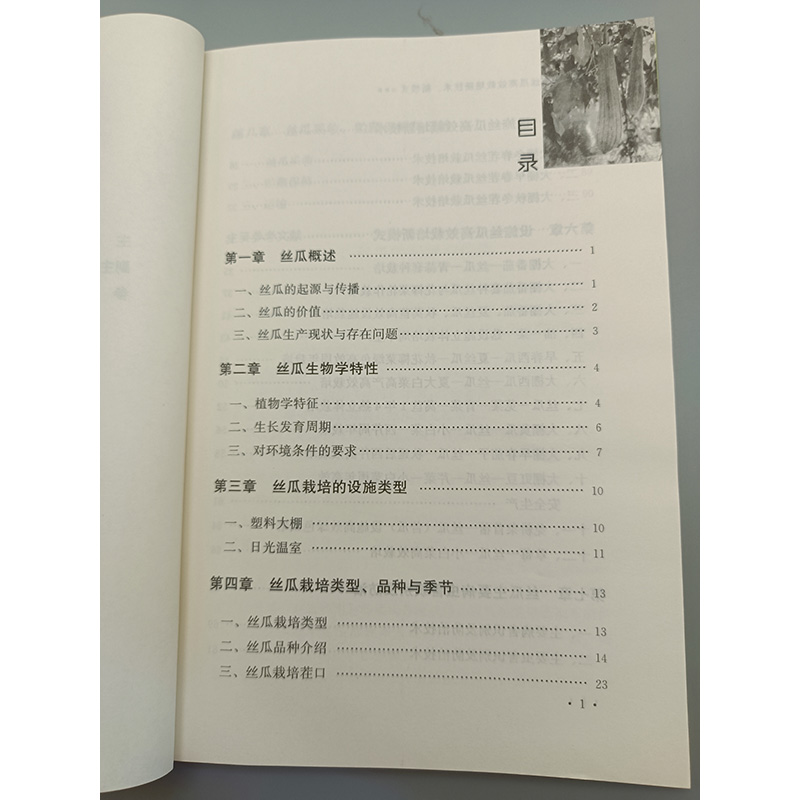 目录
第一章 丝瓜概述 …… 1
一、丝瓜的起源与传播 …… 1
二、丝瓜的价值 …… 2
三、丝瓜生产现状与存在问题 …… 3
第二章 丝瓜生物学特性 …… 4
一、植物学特征 …… 4
二、生长发育周期 …… 6
三、对环境条件的要求 …… 7
第三章 丝瓜栽培的设施类型 …… 10
一、塑料大棚 …… 10
二、日光温室 …… 11
第四章 丝瓜栽培类型、品种与季节 …… 13
一、丝瓜栽培类型 …… 13
二、丝瓜品种介绍 …… 14
三、丝瓜栽培茬口 …… 23
· 1 ·